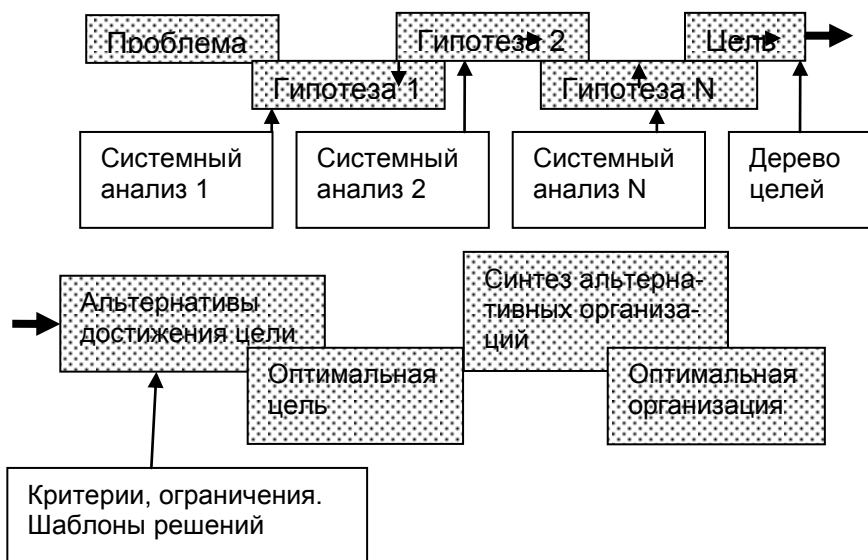 Проблема
Гипотеза 2
Цель
Гипотеза 1
Гипотеза N
Системный
анализ 1
Системный
анализ 2
Системный
анализ N
Дерево
целей
Альтернативы
достижения цели
Синтез альтерна-
тивных организа-
ций
Оптимальная
цель
Оптимальная
организация
Критерии, ограничения.
Шаблоны решений